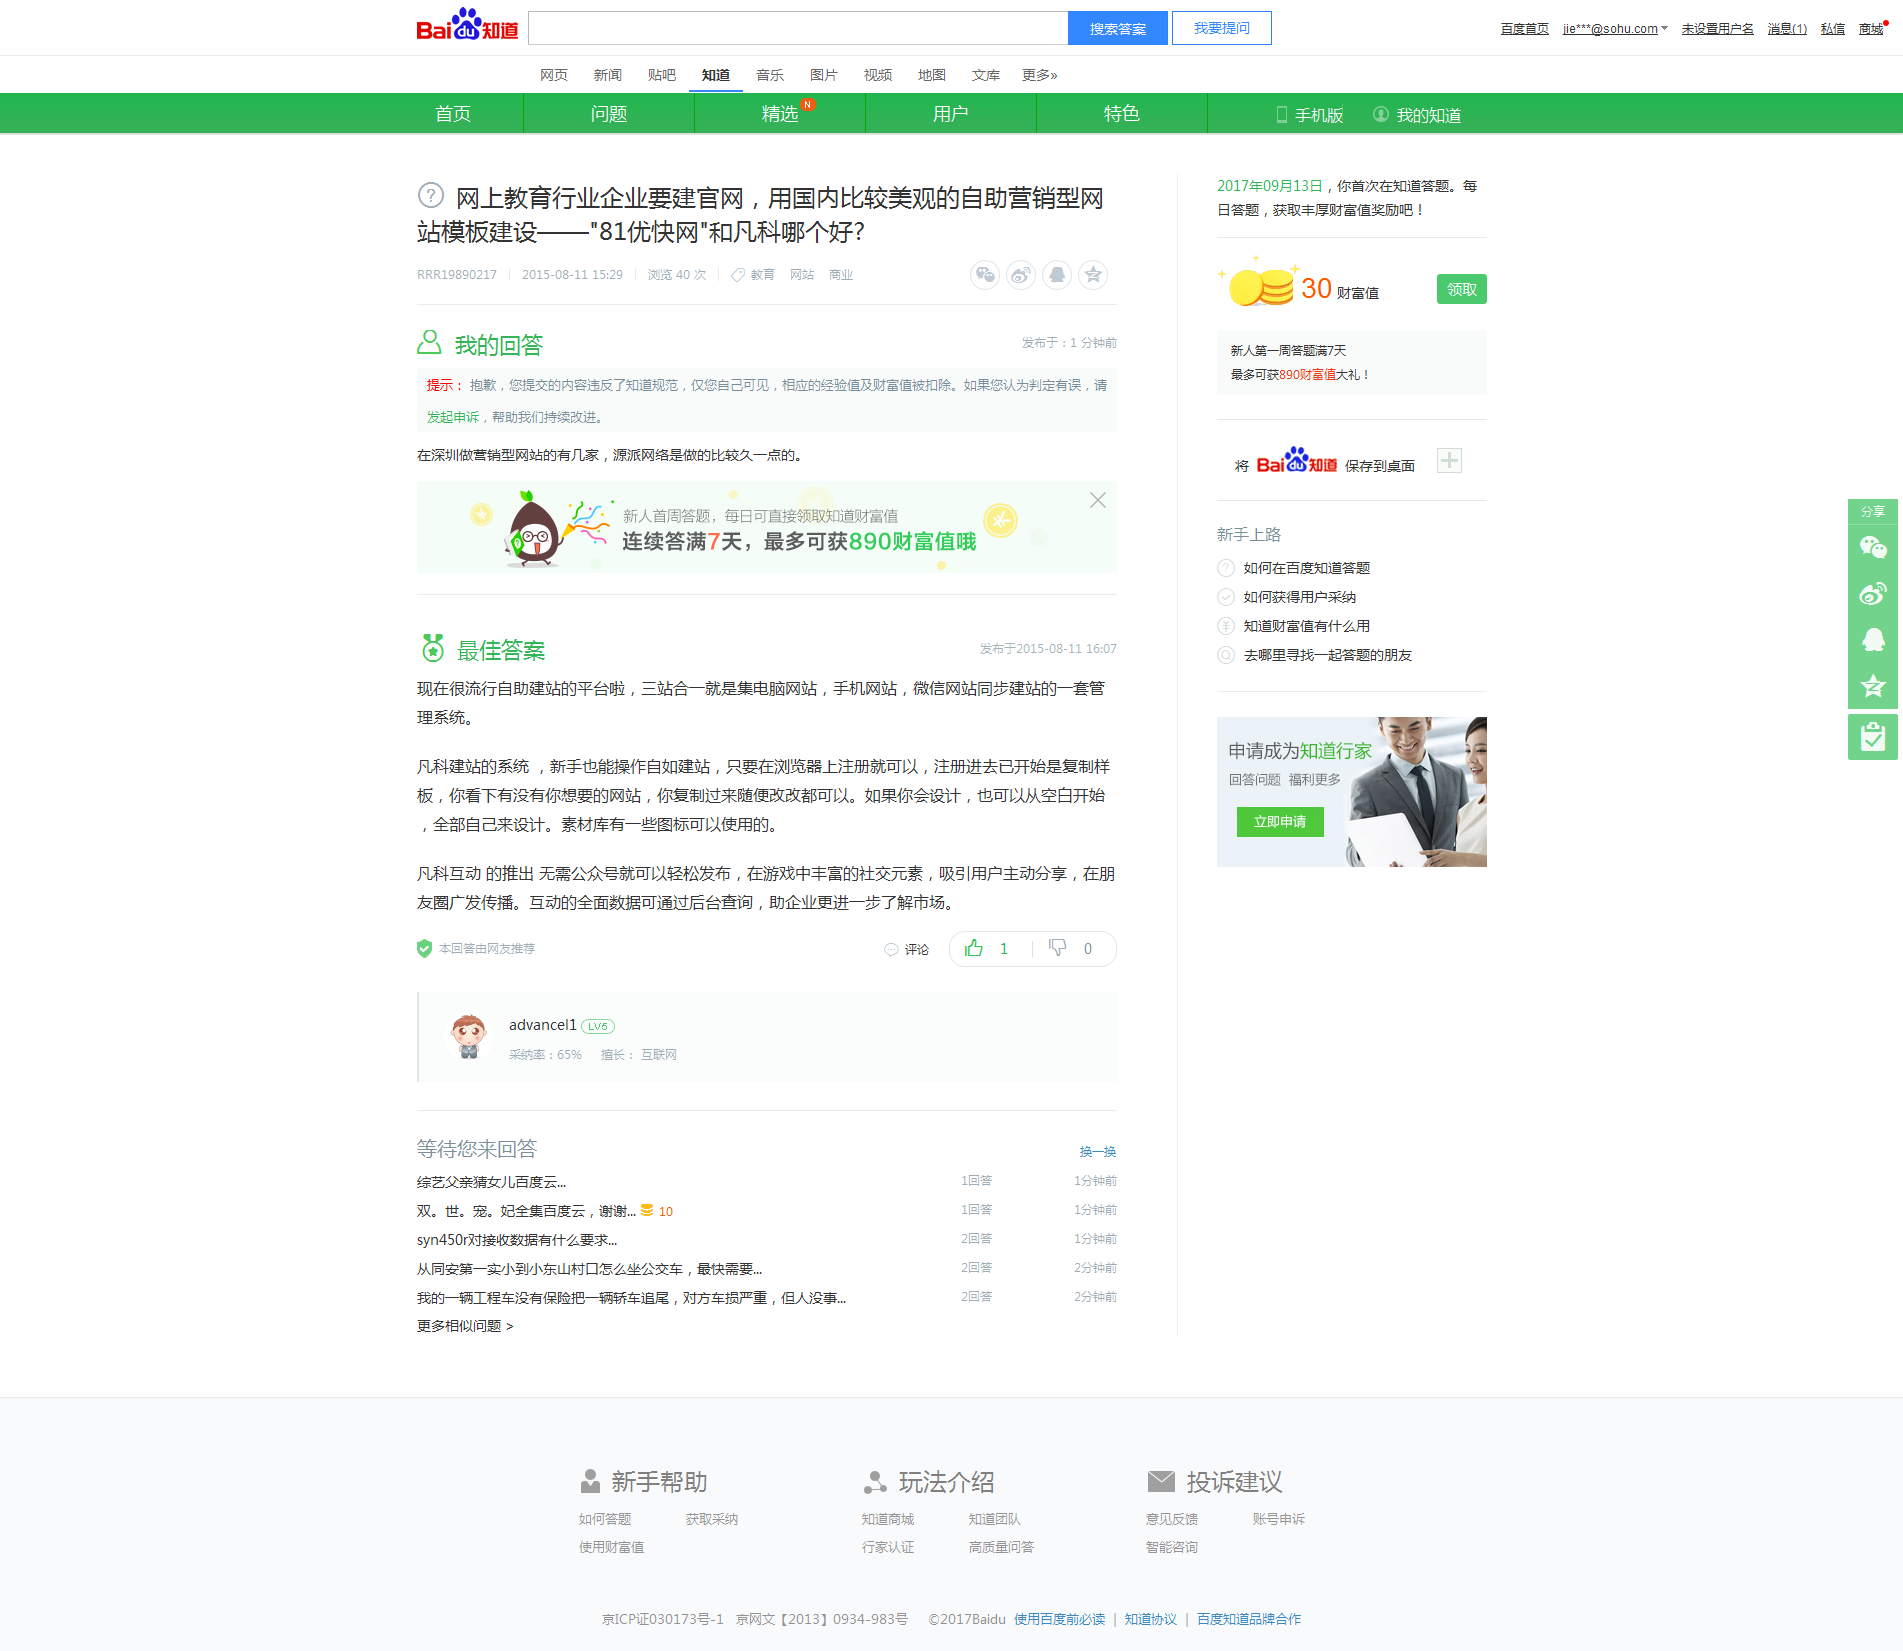 Bai du 知道
搜索答案
我要提问
百度首页 jie***@sohu.com 未设置用户名 消息(1) 私信 商城
网页 新闻 贴吧 知道 音乐 图片 视频 地图 文库 更多»
首页 问题 精选 N 用户 特色 手机版 我的知道
网上教育行业企业要建官网，用国内比较美观的自助营销型网
站模板建设——"81优快网"和凡科哪个好?
RRR19890217 2015-08-11 15:29 浏览 40 次 教育 网站 商业
我的回答 发布于：1 分钟前
提示： 抱歉，您提交的内容违反了知道规范，仅您自己可见，相应的经验值及财富值被扣除。如果您认为判定有误，请
发起申诉，帮助我们持续改进。
在深圳做营销型网站的有几家，源派网络是做的比较久一点的。
新人首周答题，每日可直接领取知道财富值
连续答满7天，最多可获890财富值哦
最佳答案 发布于2015-08-11 16:07
现在很流行自助建站的平台啦，三站合一就是集电脑网站，手机网站，微信网站同步建站的一套管
理系统。
凡科建站的系统 ，新手也能操作自如建站，只要在浏览器上注册就可以，注册进去已开始是复制样
板，你看下有没有你想要的网站，你复制过来随便改改都可以。如果你会设计，也可以从空白开始
，全部自己来设计。素材库有一些图标可以使用的。
凡科互动 的推出 无需公众号就可以轻松发布，在游戏中丰富的社交元素，吸引用户主动分享，在朋
友圈广发传播。互动的全面数据可通过后台查询，助企业更进一步了解市场。
本回答由网友推荐 评论 1 0
advancel1 LV5
采纳率：65% 擅长： 互联网
等待您来回答 换一换
综艺父亲猜女儿百度云... 1回答 1分钟前
双。世。宠。妃全集百度云，谢谢... 10 1回答 1分钟前
syn450r对接收数据有什么要求... 2回答 1分钟前
从同安第一实小到小东山村口怎么坐公交车，最快需要... 2回答 2分钟前
我的一辆工程车没有保险把一辆轿车追尾，对方车损严重，但人没事... 2回答 2分钟前
更多相似问题 >
2017年09月13日，你首次在知道答题。每
日答题，获取丰厚财富值奖励吧！
30 财富值 领取
新人第一周答题满7天
最多可获890财富值大礼！
将 Bai du 知道 保存到桌面
新手上路
如何在百度知道答题
如何获得用户采纳
知道财富值有什么用
去哪里寻找一起答题的朋友
申请成为知道行家
回答问题 福利更多
立即申请
分享
新手帮助 玩法介绍 投诉建议
如何答题 获取采纳 知道商城 知道团队 意见反馈 账号申诉
使用财富值 行家认证 高质量问答 智能咨询
京ICP证030173号-1 京网文【2013】0934-983号 ©2017Baidu 使用百度前必读 | 知道协议 | 百度知道品牌合作